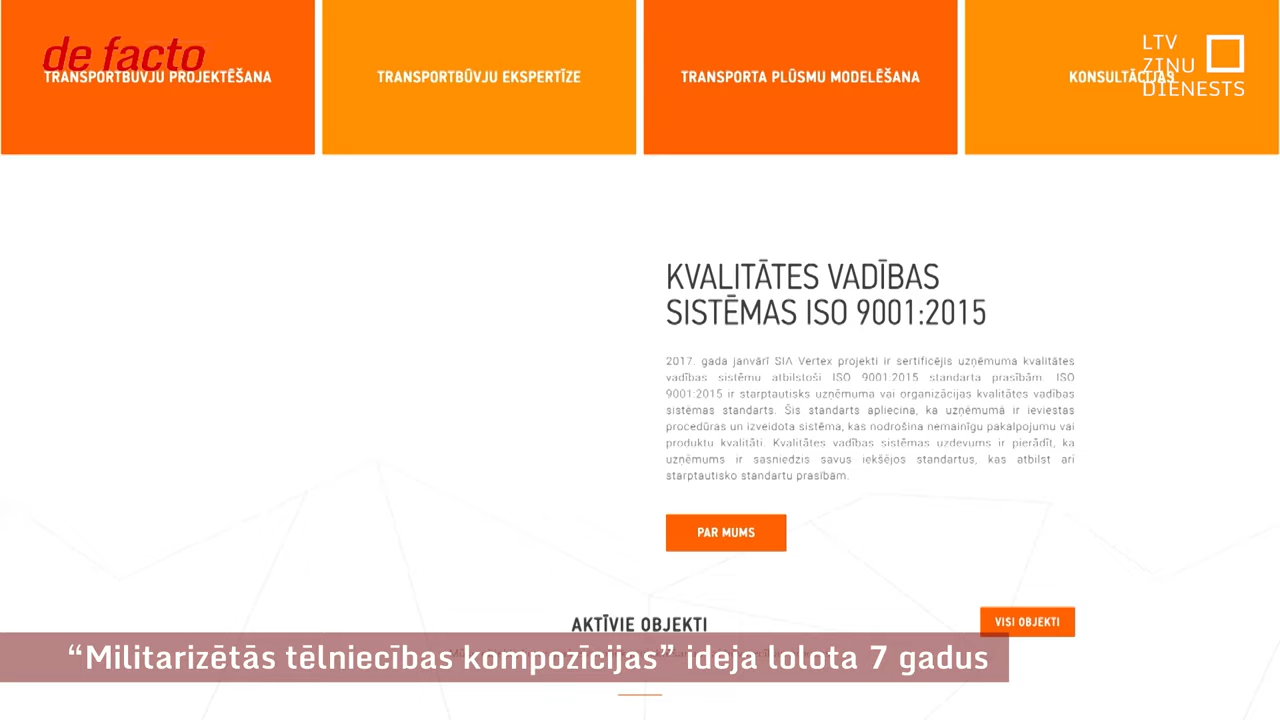 de facto
LTV
ZIŅU
DIENESTS
TRANSPORTBŪVJU PROJEKTĒŠANA
TRANSPORTBŪVJU EKSPERTĪZE
TRANSPORTA PLŪSMU MODELĒŠANA
KONSULTĀCIJAS
KVALITĀTES VADĪBAS
SISTĒMAS ISO 9001:2015
2017. gada janvārī SIA Vertex projekti ir sertificējis uzņēmuma kvalitātes
vadības sistēmu atbilstoši ISO 9001:2015 standarta prasībām. ISO
9001:2015 ir starptautisks uzņēmuma vai organizācijas kvalitātes vadības
sistēmas standarts. Šis standarts apliecina, ka uzņēmumā ir ieviestas
procedūras un izveidota sistēma, kas nodrošina nemainīgu pakalpojumu vai
produktu kvalitāti. Kvalitātes vadības sistēmas uzdevums ir pierādīt, ka
uzņēmums ir sasniedzis savus iekšējos standartus, kas atbilst arī
starptautisko standartu prasībām.
PAR MUMS
AKTĪVIE OBJEKTI
VISI OBJEKTI
“Militarizētās tēlniecības kompozīcijas” ideja lolota 7 gadus